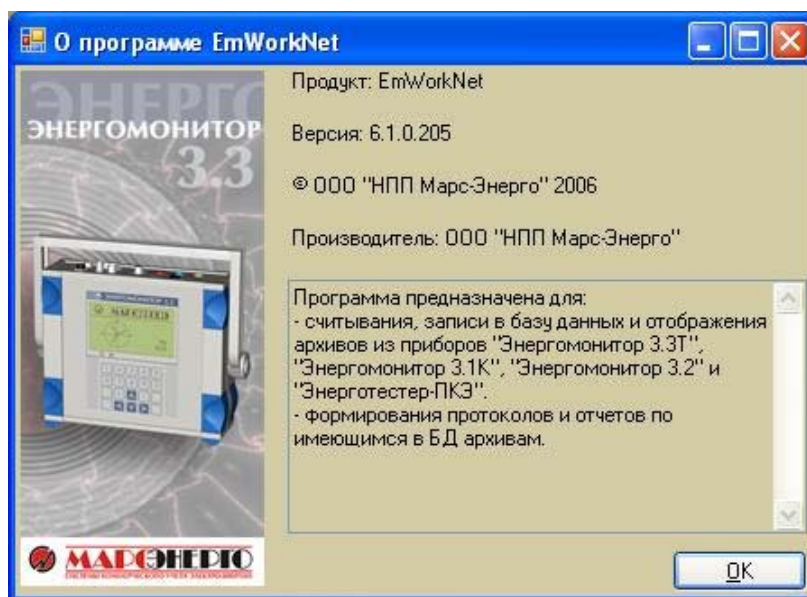 О программе EmWorkNet
ЭНЕРГО
ЭНЕРГОМОНИТОР
3.3
Продукт: EmWorkNet
Версия: 6.1.0.205
© ООО "НПП Марс-Энерго" 2006
Производитель: ООО "НПП Марс-Энерго"
Программа предназначена для:
- считывания, записи в базу данных и отображения
архивов из приборов "Энергомонитор 3.3Т",
"Энергомонитор 3.1К", "Энергомонитор 3.2" и
"Энерготестер-ПКЭ".
- формирования протоколов и отчетов по
имеющимся в БД архивам.
МАРСЭНЕРГО
OK